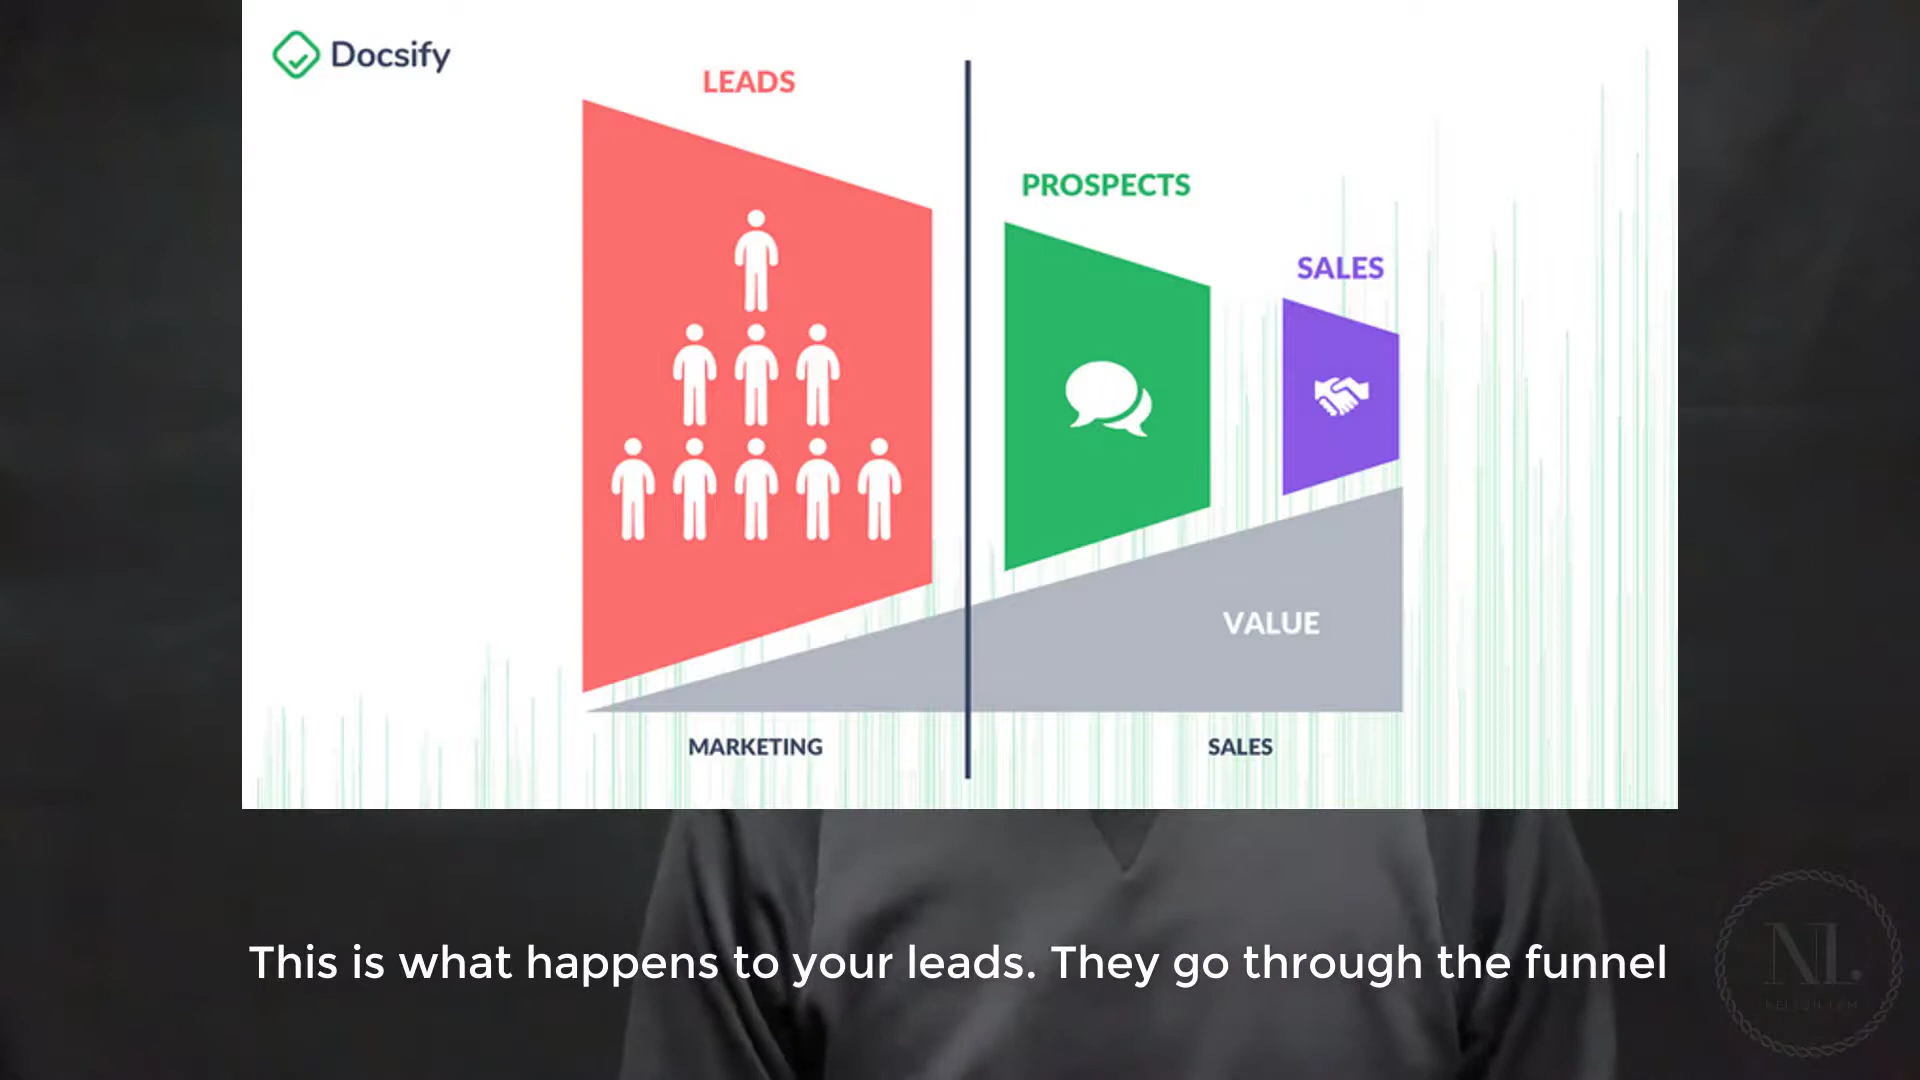 Docsify
LEADS
PROSPECTS
SALES
VALUE
MARKETING
SALES
This is what happens to your leads. They go through the funnel
NL